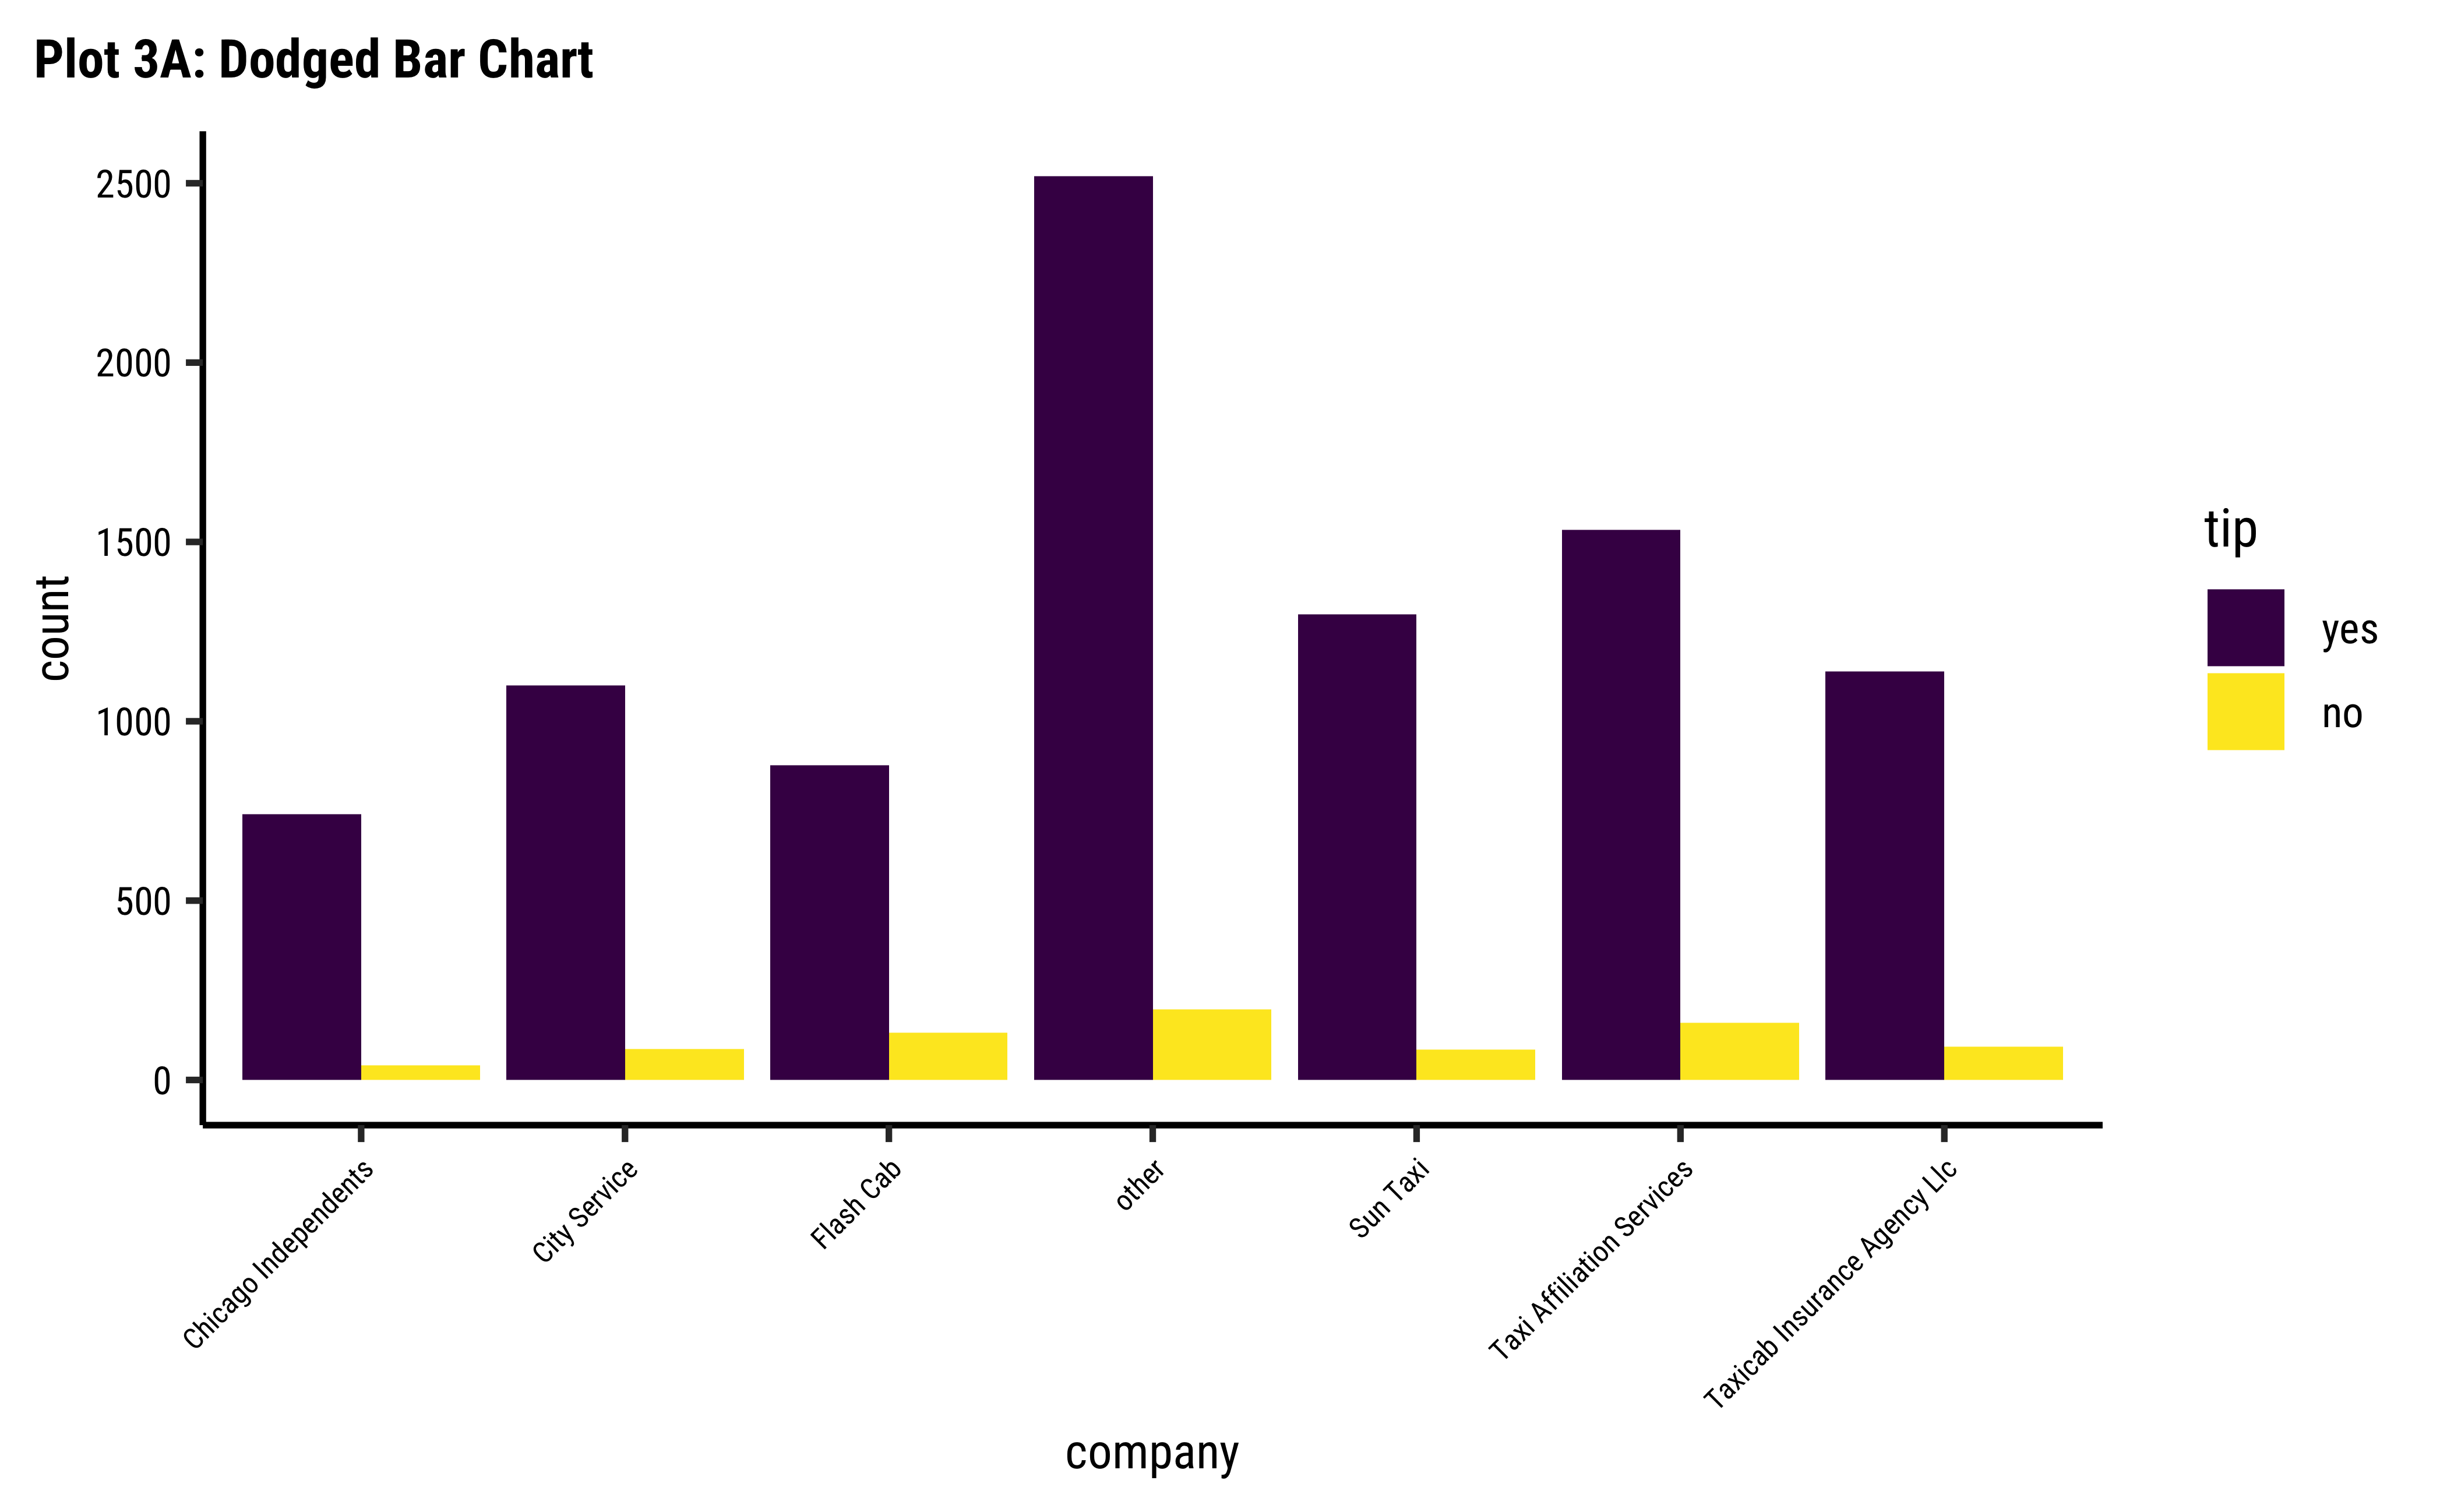 Plot 3A: Dodged Bar Chart
2500
2000
1500
1000
500
0
count
Chicago Independents
City Service
Flash Cab
other
Sun Taxi
Taxi Affiliation Services
Taxicab Insurance Agency Llc
company
tip
yes
no